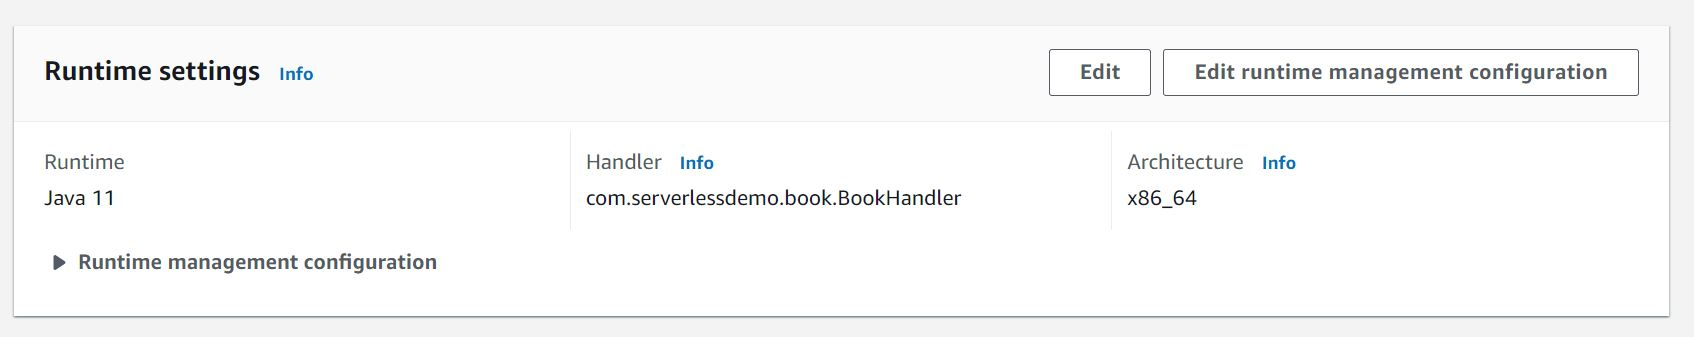 Runtime settings Info Edit Edit runtime management configuration
Runtime Handler Info Architecture Info
Java 11 com.serverlessdemo.book.BookHandler x86_64
Runtime management configuration